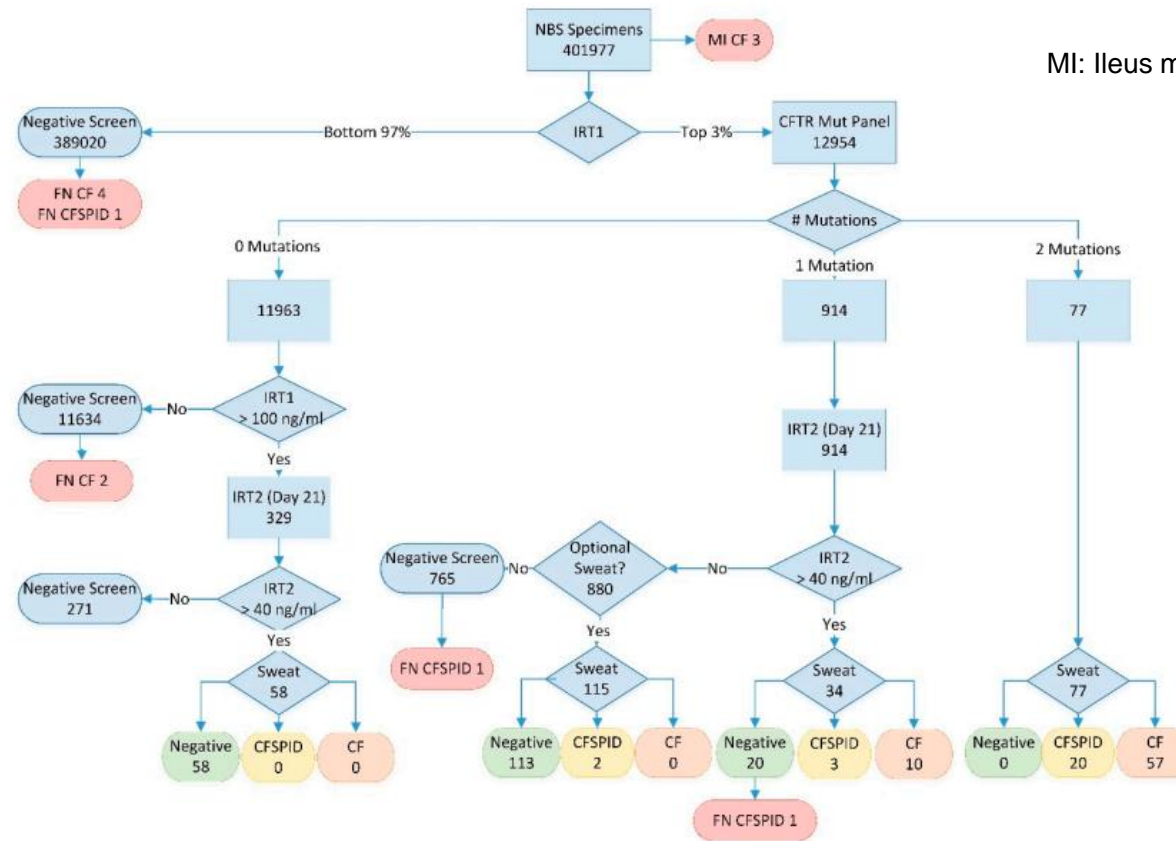 NBS Specimens
401977
MI CF 3
MI: Ileus m
Negative Screen
389020
Bottom 97%
IRT1
Top 3%
CFTR Mut Panel
12954
FN CF 4
FN CFSPID 1
# Mutations
0 Mutations
1 Mutation
2 Mutations
11963
914
77
Negative Screen
11634
No
IRT1
> 100 ng/ml
IRT2 (Day 21)
914
Yes
FN CF 2
IRT2 (Day 21)
329
Negative Screen
765
No
Optional
Sweat?
880
No
IRT2
> 40 ng/ml
Negative Screen
271
No
IRT2
> 40 ng/ml
Yes
Yes
Yes
FN CFSPID 1
Sweat
58
Sweat
115
Sweat
34
Sweat
77
Negative
58
CFSPID
0
CF
0
Negative
113
CFSPID
2
CF
0
Negative
20
CFSPID
3
CF
10
Negative
0
CFSPID
20
CF
57
FN CFSPID 1